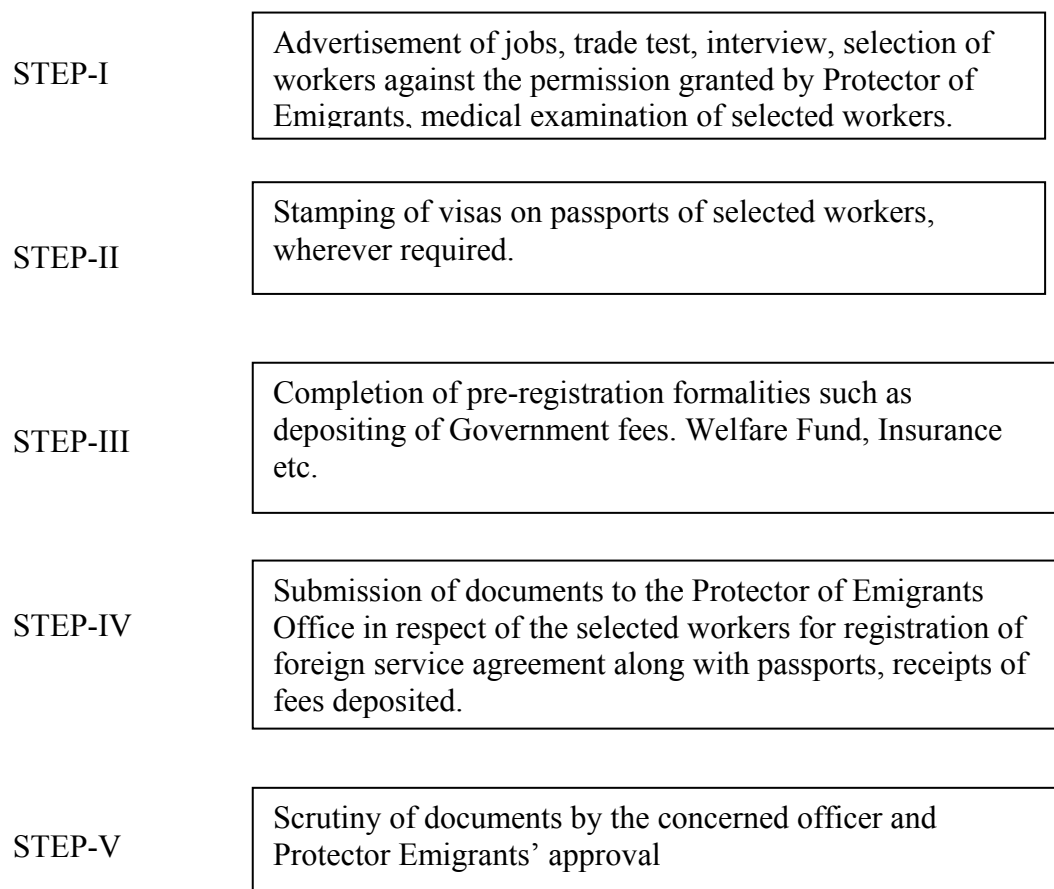 STEP-I
Advertisement of jobs, trade test, interview, selection of
workers against the permission granted by Protector of
Emigrants, medical examination of selected workers.
STEP-II
Stamping of visas on passports of selected workers,
wherever required.
STEP-III
Completion of pre-registration formalities such as
depositing of Government fees. Welfare Fund, Insurance
etc.
STEP-IV
Submission of documents to the Protector of Emigrants
Office in respect of the selected workers for registration of
foreign service agreement along with passports, receipts of
fees deposited.
STEP-V
Scrutiny of documents by the concerned officer and
Protector Emigrants’ approval